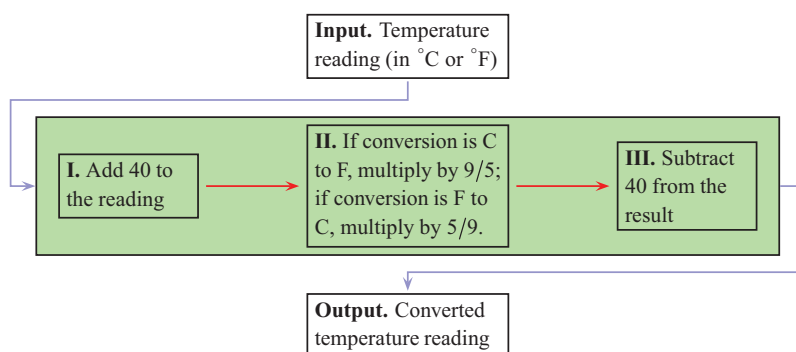 Input. Temperature
reading (in °C or °F)
I. Add 40 to
the reading
II. If conversion is C
to F, multiply by 9/5;
if conversion is F to
C, multiply by 5/9.
III. Subtract
40 from the
result
Output. Converted
temperature reading